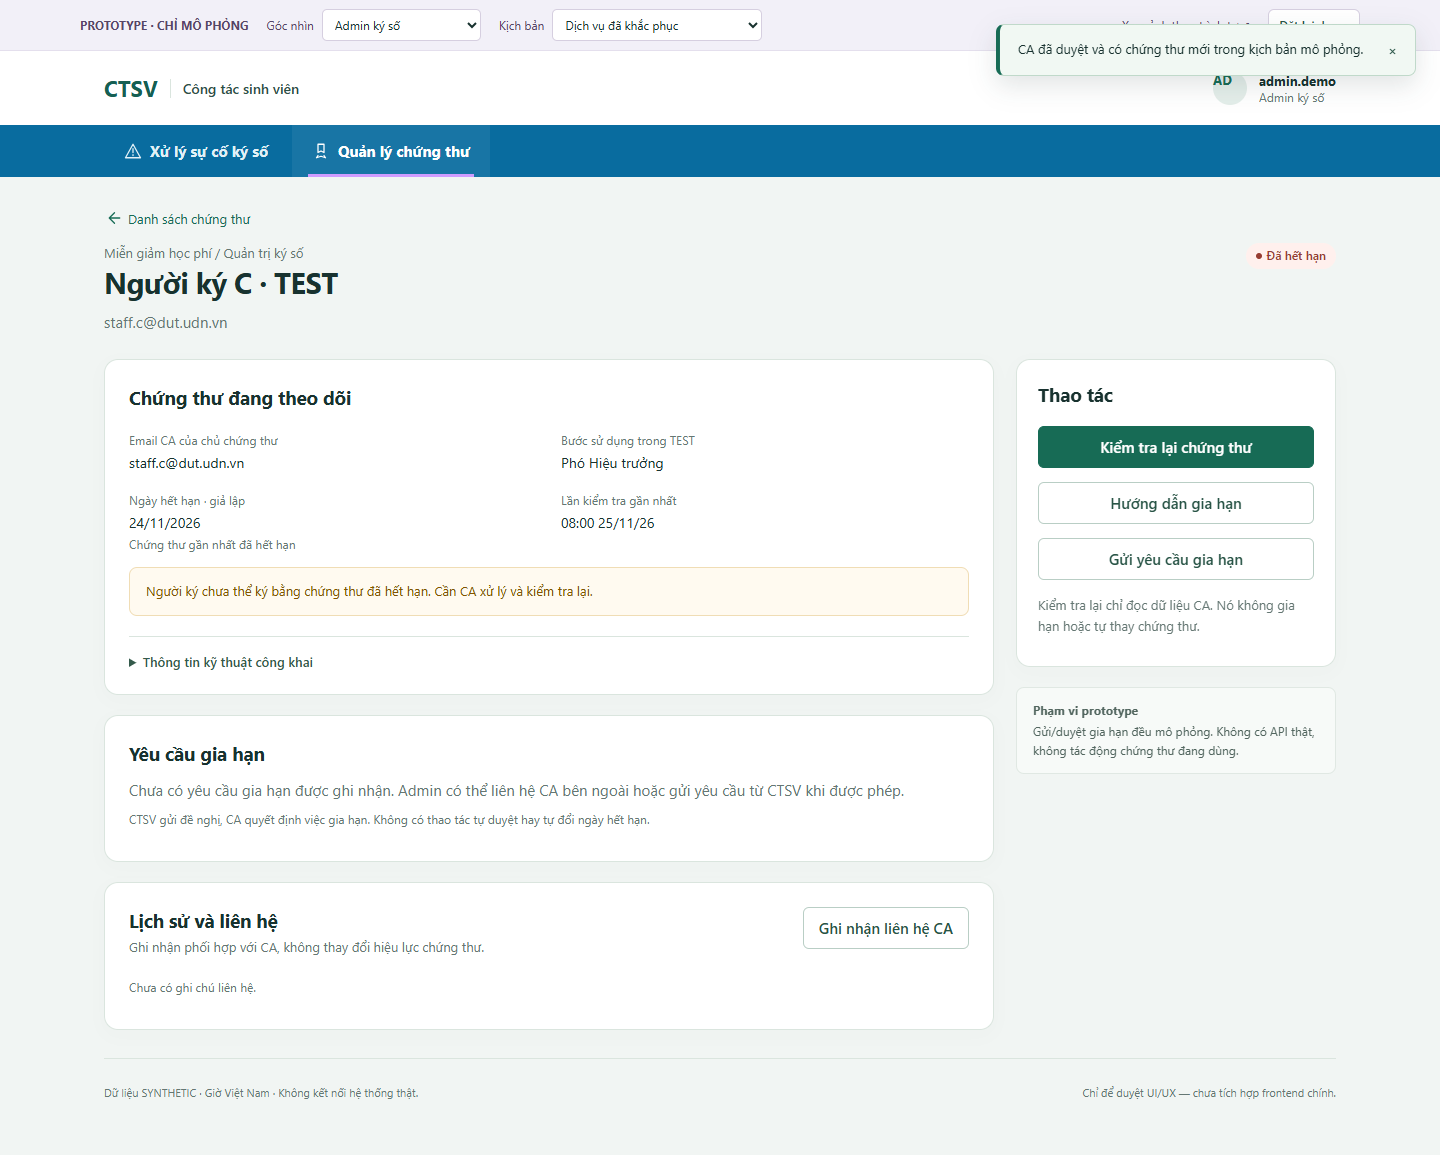 PROTOTYPE · CHỈ MÔ PHỎNG
Góc nhìn
Admin ký số
Kịch bản
Dịch vụ đã khắc phục
CA đã duyệt và có chứng thư mới trong kịch bản mô phỏng.
×
CTSV
Công tác sinh viên
AD
admin.demo
Admin ký số
Xử lý sự cố ký số
Quản lý chứng thư
Danh sách chứng thư
Miễn giảm học phí / Quản trị ký số
Đã hết hạn
Người ký C · TEST
staff.c@dut.udn.vn
Chứng thư đang theo dõi
Email CA của chủ chứng thư
staff.c@dut.udn.vn
Bước sử dụng trong TEST
Phó Hiệu trưởng
Ngày hết hạn · giả lập
24/11/2026
Chứng thư gần nhất đã hết hạn
Lần kiểm tra gần nhất
08:00 25/11/26
Người ký chưa thể ký bằng chứng thư đã hết hạn. Cần CA xử lý và kiểm tra lại.
Thông tin kỹ thuật công khai
Thao tác
Kiểm tra lại chứng thư
Hướng dẫn gia hạn
Gửi yêu cầu gia hạn
Kiểm tra lại chỉ đọc dữ liệu CA. Nó không gia
hạn hoặc tự thay chứng thư.
Phạm vi prototype
Gửi/duyệt gia hạn đều mô phỏng. Không có API thật,
không tác động chứng thư đang dùng.
Yêu cầu gia hạn
Chưa có yêu cầu gia hạn được ghi nhận. Admin có thể liên hệ CA bên ngoài hoặc gửi yêu cầu từ CTSV khi được phép.
CTSV gửi đề nghị, CA quyết định việc gia hạn. Không có thao tác tự duyệt hay tự đổi ngày hết hạn.
Lịch sử và liên hệ
Ghi nhận phối hợp với CA, không thay đổi hiệu lực chứng thư.
Ghi nhận liên hệ CA
Chưa có ghi chú liên hệ.
Dữ liệu SYNTHETIC · Giờ Việt Nam · Không kết nối hệ thống thật.
Chỉ để duyệt UI/UX — chưa tích hợp frontend chính.